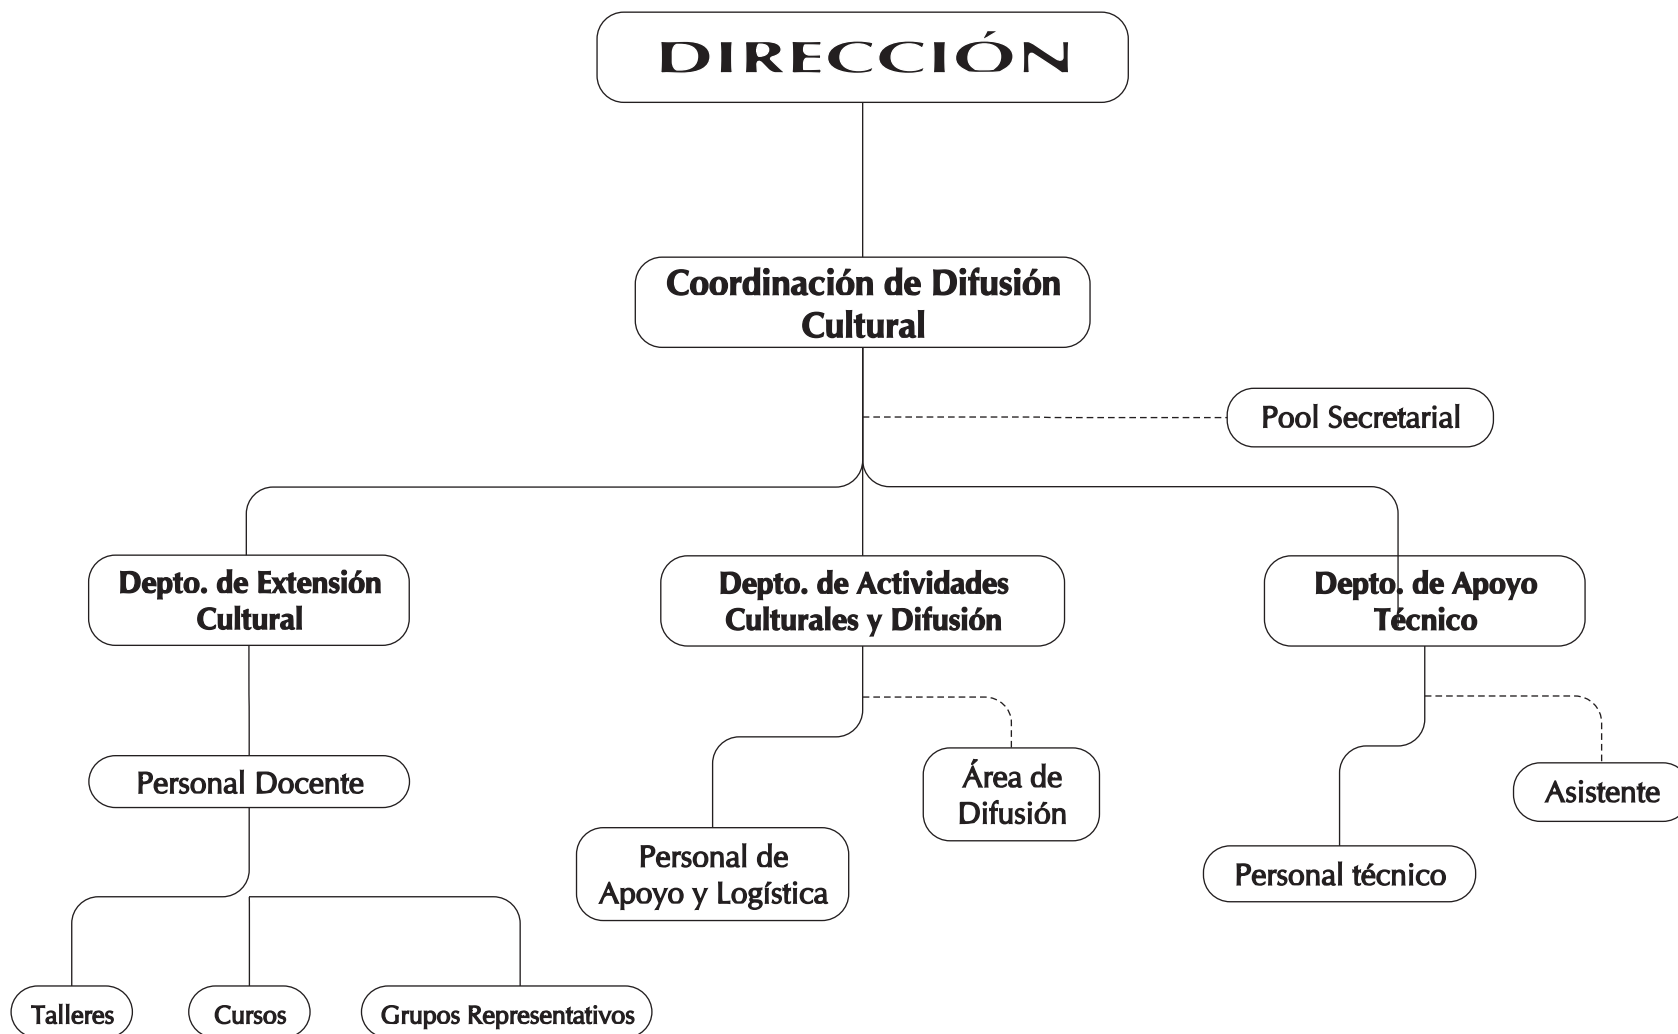 DIRECCIÓN
Coordinación de Difusión
Cultural
Pool Secretarial
Depto. de Extensión
Cultural
Depto. de Actividades
Culturales y Difusión
Depto. de Apoyo
Técnico
Personal Docente
Área de
Difusión
Asistente
Personal de
Apoyo y Logística
Personal técnico
Talleres
Cursos
Grupos Representativos